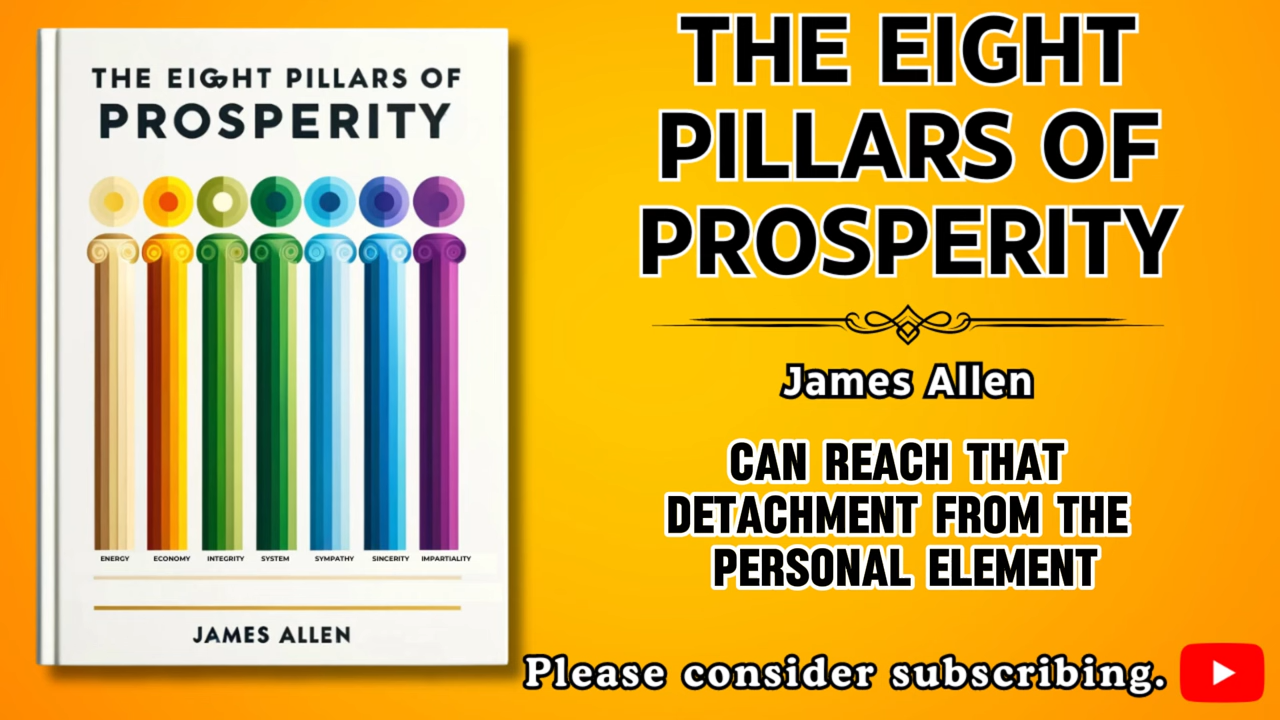 THE EIGHT PILLARS OF
PROSPERITY
ENERGY ECONOMY INTEGRITY SYSTEM SYMPATHY SINCERITY IMPARTIALITY
JAMES ALLEN
THE EIGHT
PILLARS OF
PROSPERITY
James Allen
CAN REACH THAT
DETACHMENT FROM THE
PERSONAL ELEMENT
Please consider subscribing.